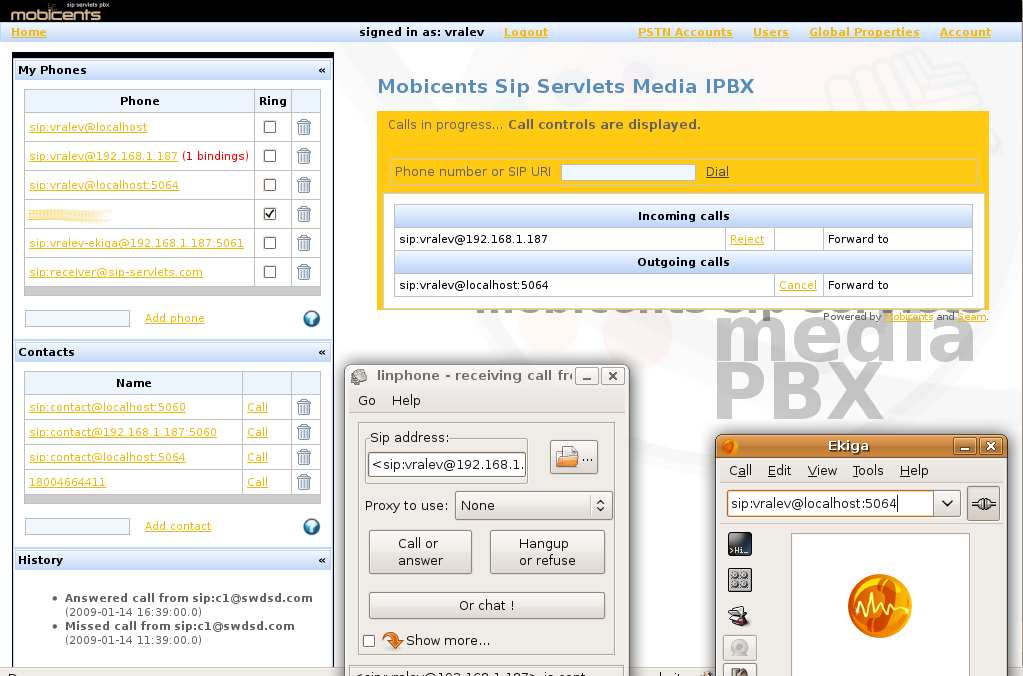 sip servlets pbx
mobicents
Home signed in as: vralev Logout PSTN Accounts Users Global Properties Account
My Phones «
Phone Ring
sip:vralev@localhost
sip:vralev@192.168.1.187 (1 bindings)
sip:vralev@localhost:5064
sip:vralev-ekiga@192.168.1.187:5061
sip:receiver@sip-servlets.com
Add phone
Contacts «
Name
sip:contact@localhost:5060 Call
sip:contact@192.168.1.187:5060 Call
sip:contact@localhost:5064 Call
18004664411 Call
Add contact
History «
• Answered call from sip:c1@swdsd.com
(2009-01-14 16:39:00.0)
• Missed call from sip:c1@swdsd.com
(2009-01-14 11:39:00.0)
Mobicents Sip Servlets Media IPBX
Calls in progress... Call controls are displayed.
Phone number or SIP URI Dial
Incoming calls
sip:vralev@192.168.1.187 Reject Forward to
Outgoing calls
sip:vralev@localhost:5064 Cancel Forward to
Powered by Mobicents and Seam.
mobicents sip servlets
media
PBX
linphone - receiving call
Go Help
Sip address:
<sip:vralev@192.168.1.
...
Proxy to use: None
Call or
answer
Hangup
or refuse
Or chat !
Show more...
Ekiga
Call Edit View Tools Help
sip:vralev@localhost:5064